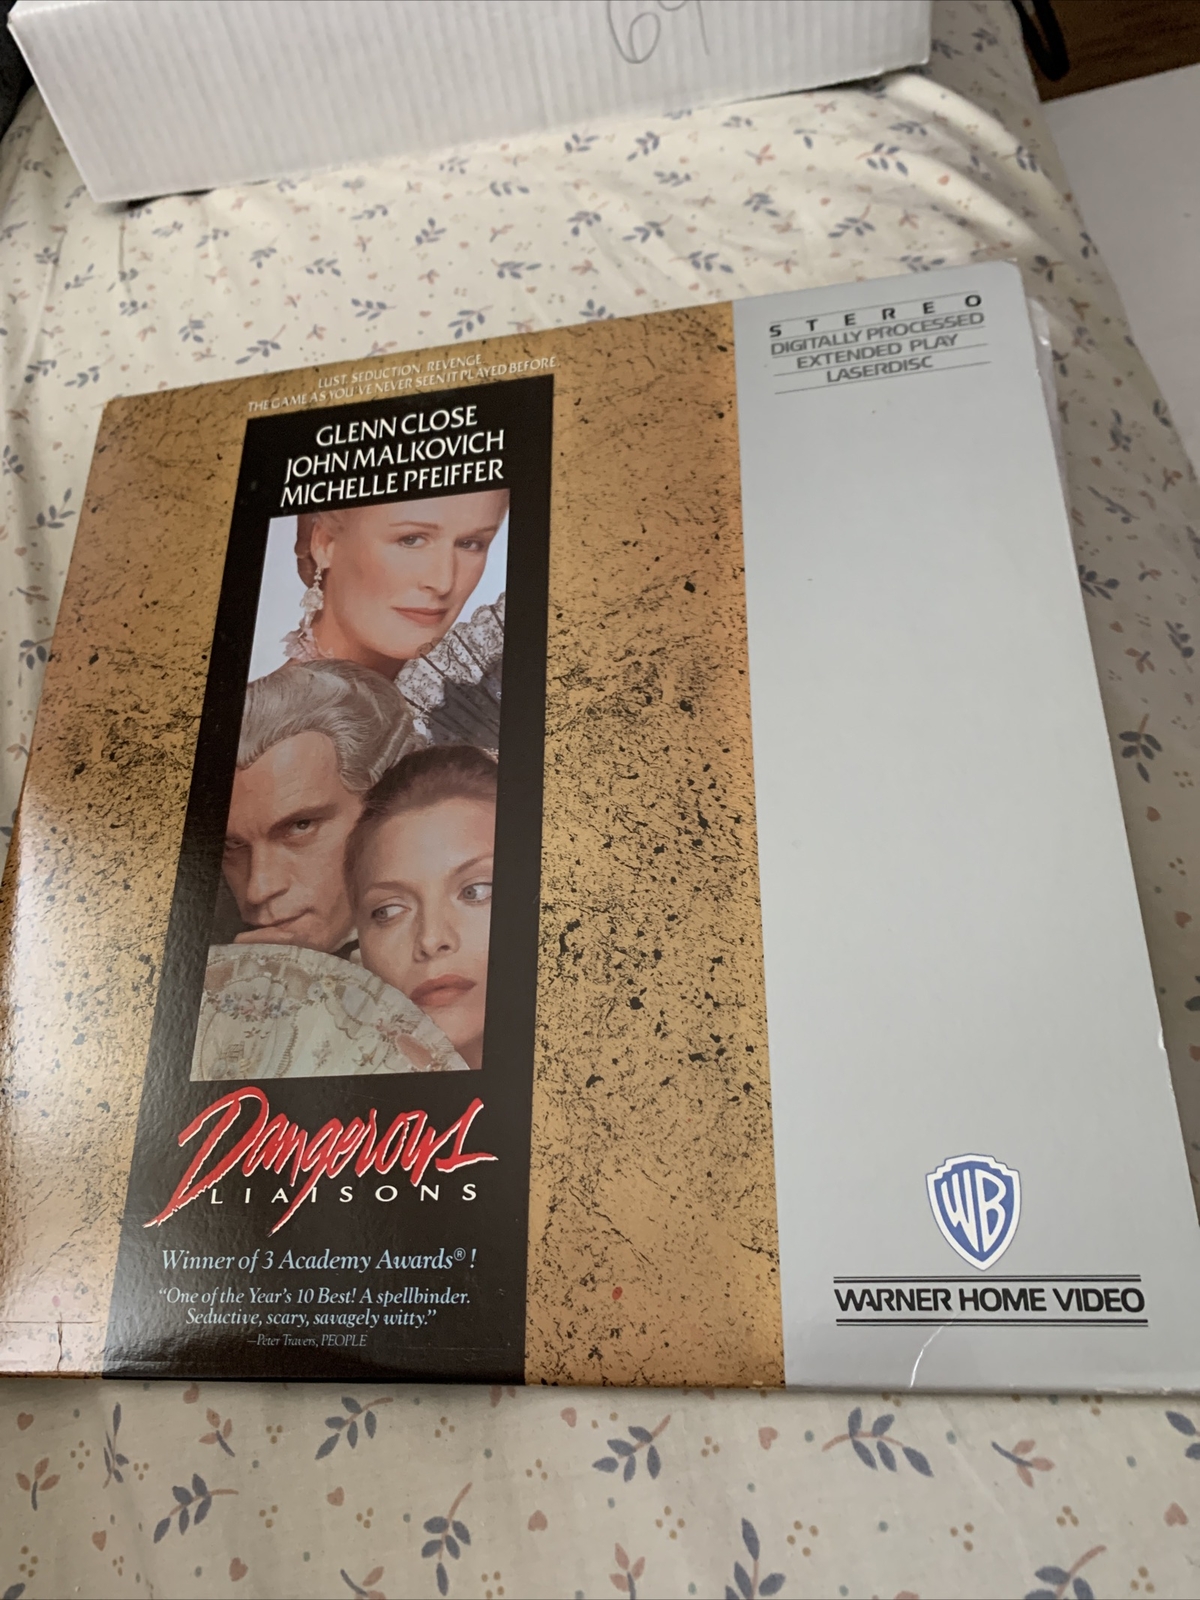 69
STEREO
DIGITALLY PROCESSED
EXTENDED PLAY
LASERDISC
LUST. SEDUCTION. REVENGE.
THE GAME AS YOU'VE NEVER SEEN IT PLAYED BEFORE.
GLENN CLOSE
JOHN MALKOVICH
MICHELLE PFEIFFER
Dangerous
LIAISONS
Winner of 3 Academy Awards® !
“One of the Year's 10 Best! A spellbinder.
Seductive, scary, savagely witty.”
—Peter Travers, PEOPLE
WB
WARNER HOME VIDEO